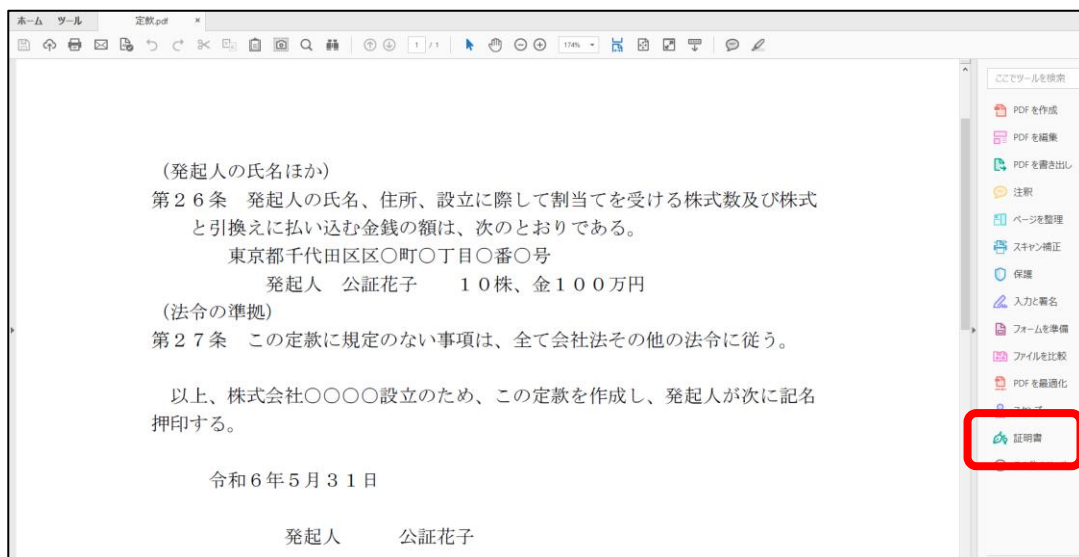 ホーム ツール 定款.pdf ×
1 / 1 174%
ここでツールを検索
PDF を作成
PDF を編集
PDF を書き出し
注釈
ページを整理
スキャン補正
保護
入力と署名
フォームを準備
ファイルを比較
PDF を最適化
証明書
（発起人の氏名ほか）
第２６条　発起人の氏名、住所、設立に際して割当てを受ける株式数及び株式
と引換えに払い込む金銭の額は、次のとおりである。
東京都千代田区区〇町〇丁目〇番〇号
発起人　公証花子　　１０株、金１００万円
（法令の準拠）
第２７条　この定款に規定のない事項は、全て会社法その他の法令に従う。
以上、株式会社〇〇〇〇設立のため、この定款を作成し、発起人が次に記名
押印する。
令和６年５月３１日
発起人　　　公証花子